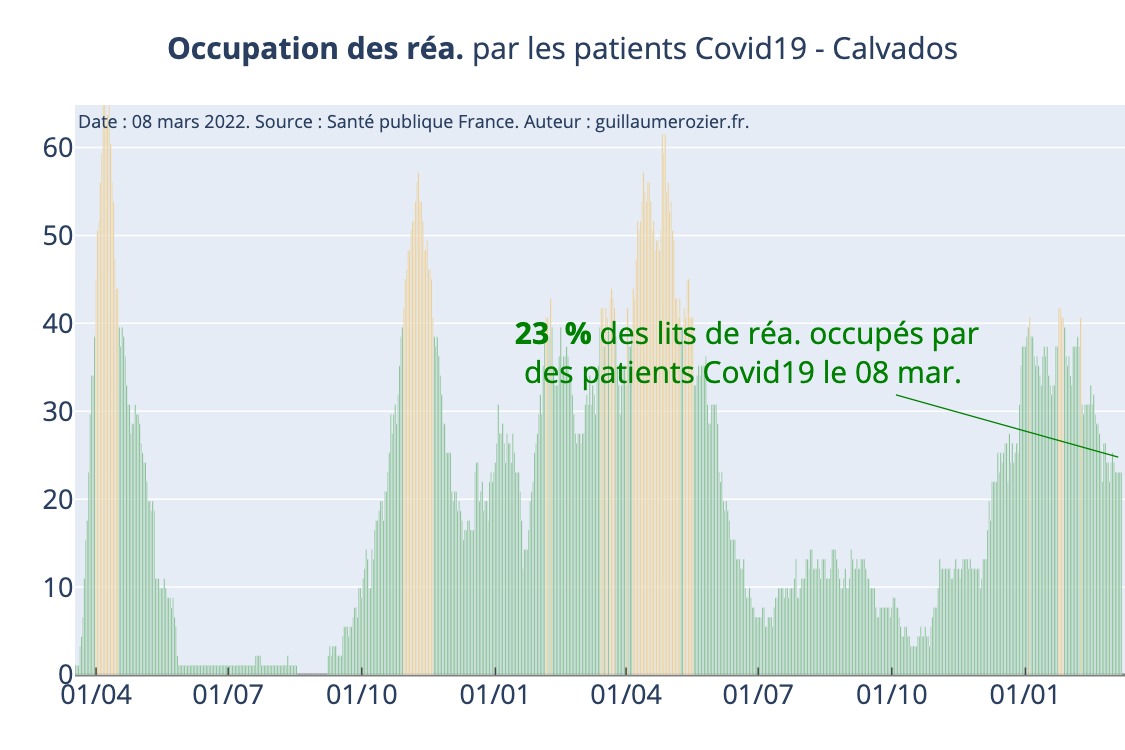 Occupation des réa. par les patients Covid19 - Calvados
Date : 08 mars 2022. Source : Santé publique France. Auteur : guillaumerozier.fr.
60
50
40
23 % des lits de réa. occupés par
des patients Covid19 le 08 mar.
30
20
10
0
01/04 01/07 01/10 01/01 01/04 01/07 01/10 01/01